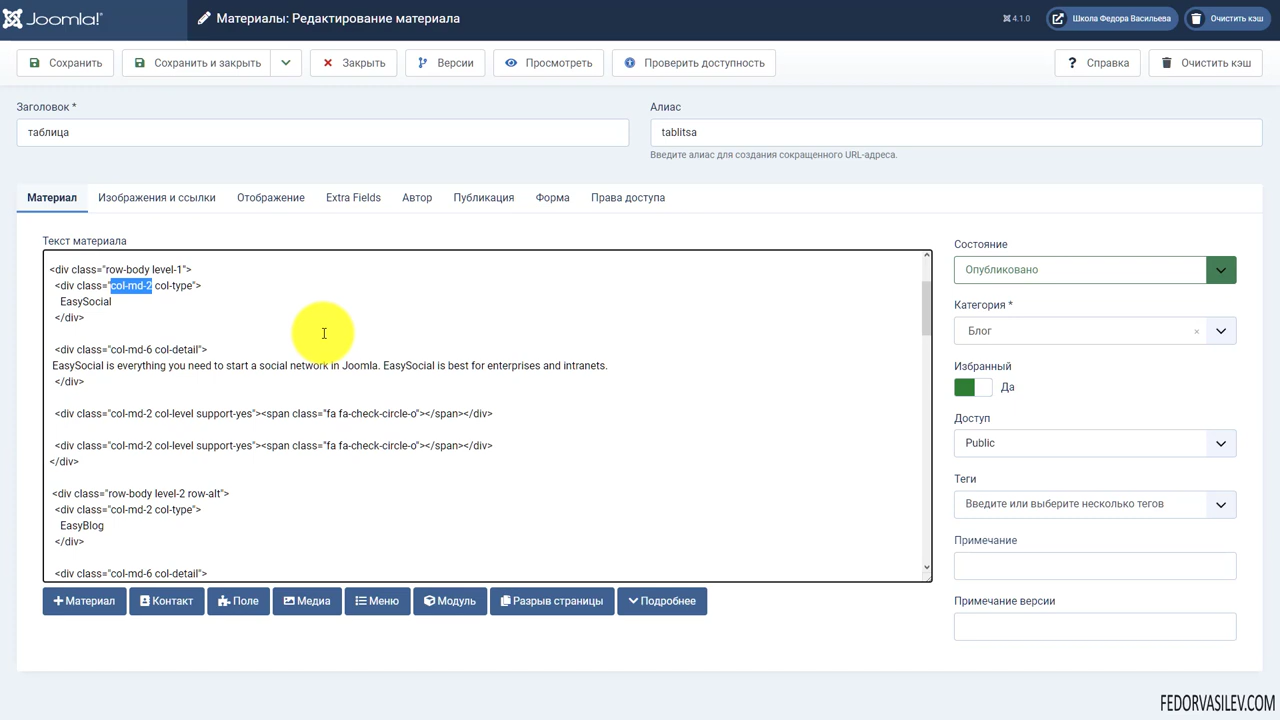 Joomla!
Материалы: Редактирование материала
4.1.0
Школа Федора Васильева
Очистить кэш
Сохранить
Сохранить и закрыть
Закрыть
Версии
Просмотреть
Проверить доступность
Справка
Очистить кэш
Заголовок *
Алиас
таблица
tablitsa
Введите алиас для создания сокращенного URL-адреса.
Материал
Изображения и ссылки
Отображение
Extra Fields
Автор
Публикация
Форма
Права доступа
Текст материала
<div class="row-body level-1">
<div class="col-md-2 col-type">
EasySocial
</div>
<div class="col-md-6 col-detail">
EasySocial is everything you need to start a social network in Joomla. EasySocial is best for enterprises and intranets.
</div>
<div class="col-md-2 col-level support-yes"><span class="fa fa-check-circle-o"></span></div>
<div class="col-md-2 col-level support-yes"><span class="fa fa-check-circle-o"></span></div>
</div>
<div class="row-body level-2 row-alt">
<div class="col-md-2 col-type">
EasyBlog
</div>
<div class="col-md-6 col-detail">
Материал
Контакт
Поле
Медиа
Меню
Модуль
Разрыв страницы
Подробнее
Состояние
Опубликовано
Категория *
Блог
×
Избранный
Да
Доступ
Public
Теги
Введите или выберите несколько тегов
Примечание
Примечание версии
FEDORVASILEV.COM